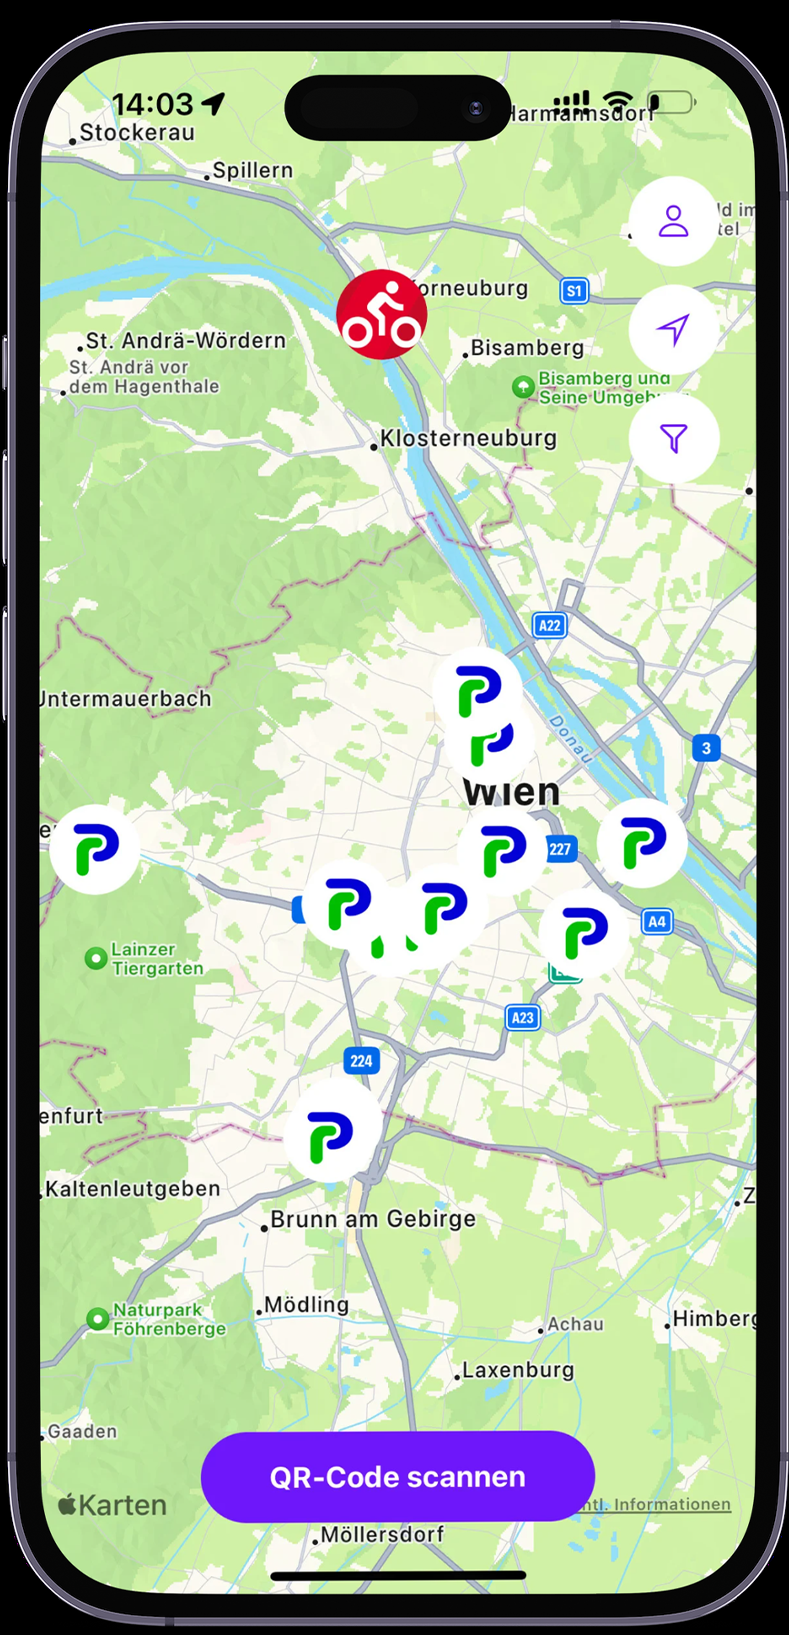 14:03
Stockerau
Harmannsdorf
Spillern
ld im
tel
S1
orneuburg
St. Andrä-Wördern
Bisamberg
St. Andrä vor
dem Hagenthale
Bisamberg und
Seine Umgebu
Klosterneuburg
A22
Untermauerbach
Donau
3
Wien
227
A4
Lainzer
Tiergarten
A23
224
enfurt
Kaltenleutgeben
Z
Brunn am Gebirge
Mödling
Naturpark
Föhrenberge
Achau
Himberg
Laxenburg
Gaaden
QR-Code scannen
Karten
ntl. Informationen
Möllersdorf